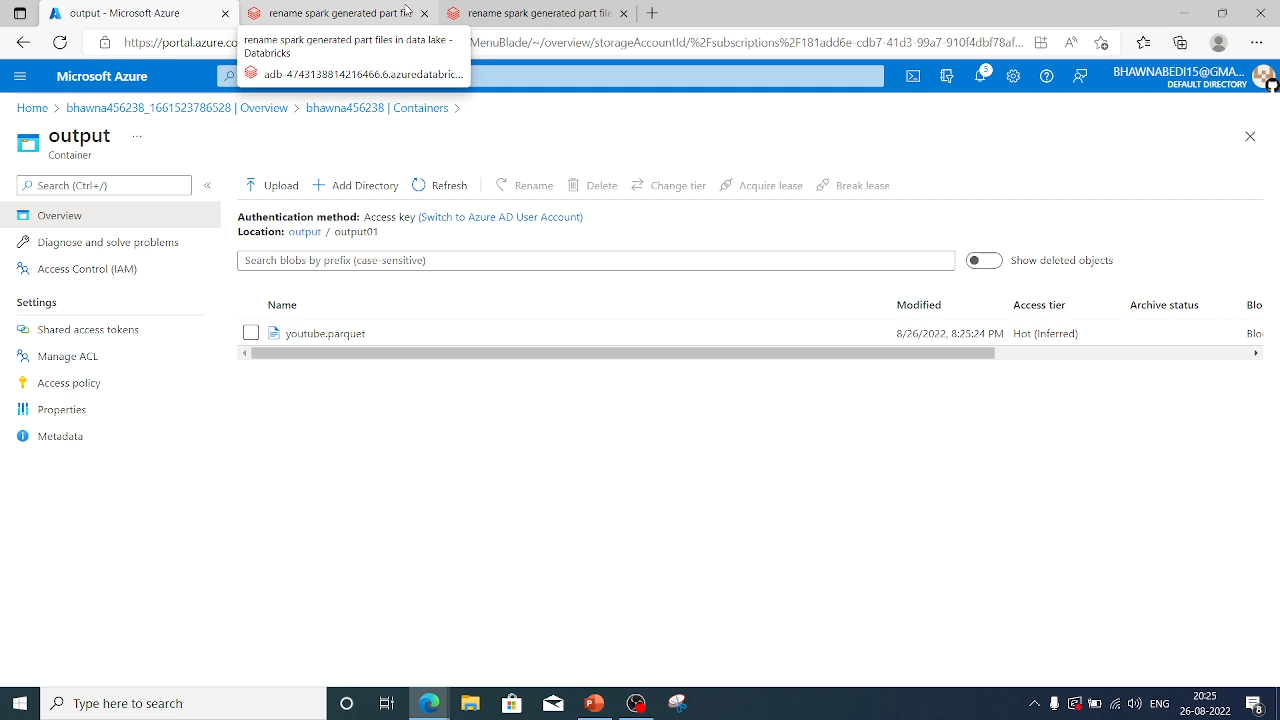 output - Microsoft Azure
rename spark generated part file
rename spark generated part file
https://portal.azure.co
MenuBlade/~/overview/storageAccountId/%2Fsubscriptions%2F181add6e-cdb7-41d3-99a7-910f4dbf78af...
rename spark generated part files in data lake -
Databricks
adb-4743138814216466.6.azuredatabric...
Microsoft Azure
5
BHAWNABEDI15@GMA...
DEFAULT DIRECTORY
Home > bhawna456238_1661523786528 | Overview > bhawna456238 | Containers >
output ...
Container
Search (Ctrl+/)
«
Upload
Add Directory
Refresh
Rename
Delete
Change tier
Acquire lease
Break lease
Overview
Diagnose and solve problems
Access Control (IAM)
Settings
Shared access tokens
Manage ACL
Access policy
Properties
Metadata
Authentication method: Access key (Switch to Azure AD User Account)
Location: output / output01
Search blobs by prefix (case-sensitive)
Show deleted objects
Name Modified Access tier Archive status Blo
youtube.parquet 8/26/2022, 8:25:24 PM Hot (Inferred) Blo
Type here to search
ENG
20:25
26-08-2022
8